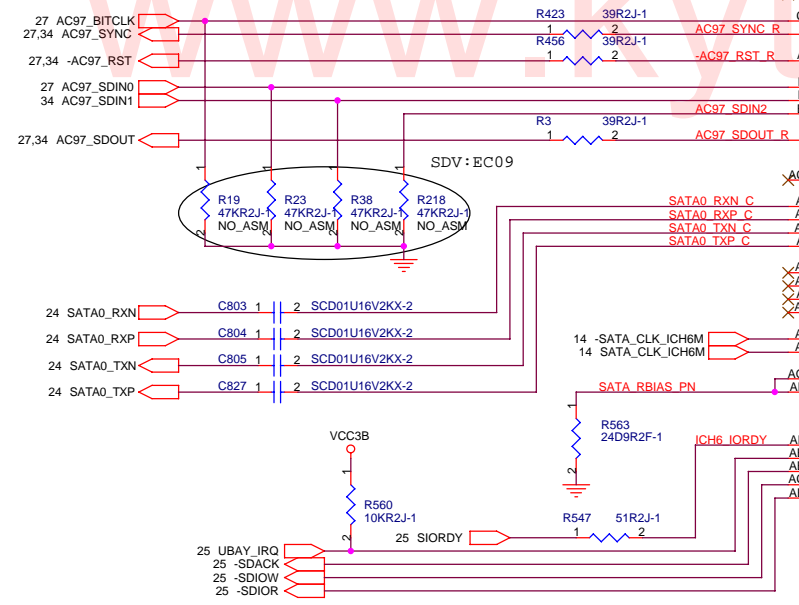 27 AC97_BITCLK
27,34 AC97_SYNC
R423 39R2J-1
1 2 AC97_SYNC_R
R456 39R2J-1
27,34 -AC97_RST
1 2 -AC97_RST_R
27 AC97_SDIN0
34 AC97_SDIN1
AC97_SDIN2
R3 39R2J-1
27,34 AC97_SDOUT
1 2 AC97_SDOUT_R
SDV:EC09
1 1 1 1
R19 R23 R38 R218
47KR2J-1 47KR2J-1 47KR2J-1 47KR2J-1
NO_ASM NO_ASM NO_ASM NO_ASM
2 2 2 2
SATA0_RXN_C
SATA0_RXP_C
SATA0_TXN_C
SATA0_TXP_C
24 SATA0_RXN C803 1 2 SCD01U16V2KX-2
24 SATA0_RXP C804 1 2 SCD01U16V2KX-2
24 SATA0_TXN C805 1 2 SCD01U16V2KX-2
24 SATA0_TXP C827 1 2 SCD01U16V2KX-2
14 -SATA_CLK_ICH6M
14 SATA_CLK_ICH6M
SATA_RBIAS_PN
1
R563
24D9R2F-1
2
VCC3B
1
R560
10KR2J-1
2
ICH6_IORDY
R547 51R2J-1
25 SIORDY 1 2
25 UBAY_IRQ
25 -SDACK
25 -SDIOW
25 -SDIOR
www.ky